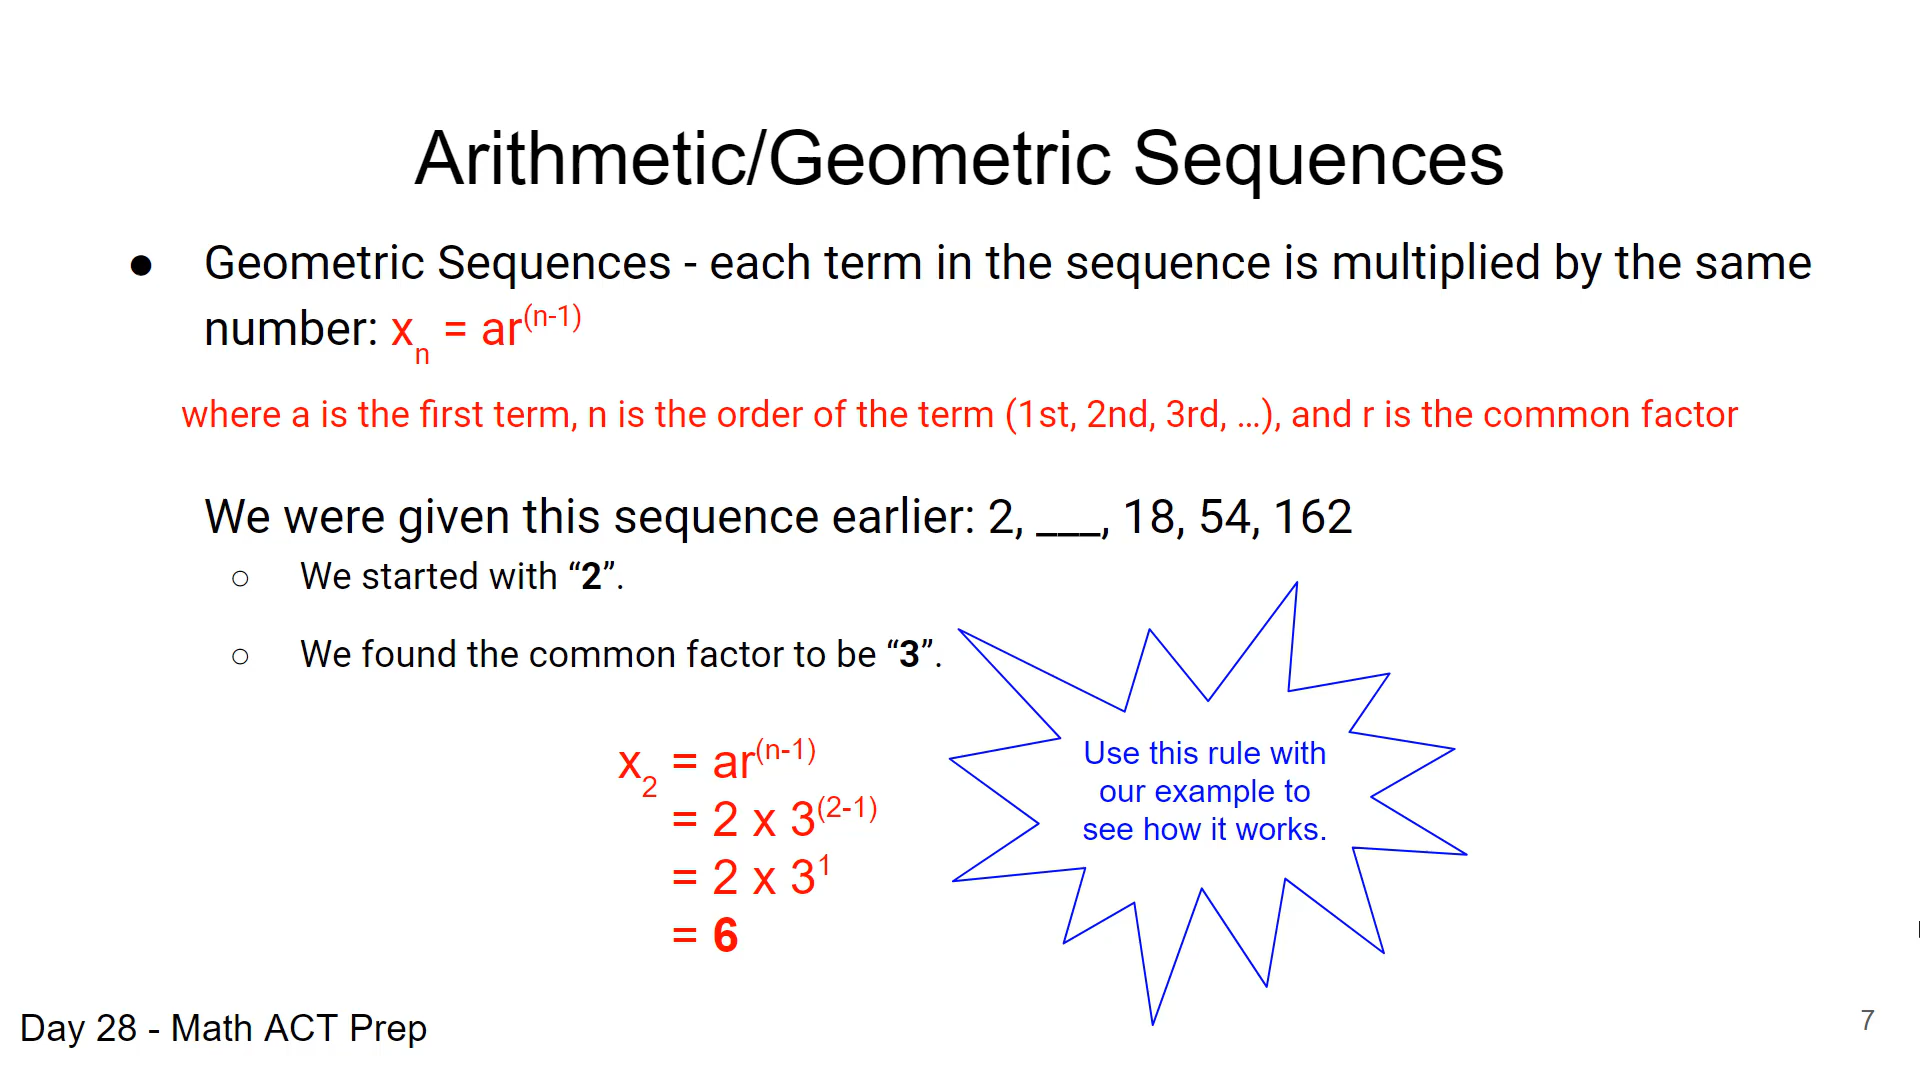 Arithmetic/Geometric Sequences
● Geometric Sequences - each term in the sequence is multiplied by the same
number: xₙ = ar⁽ⁿ⁻¹⁾
where a is the first term, n is the order of the term (1st, 2nd, 3rd, ...), and r is the common factor
We were given this sequence earlier: 2, ___, 18, 54, 162
○ We started with “2”.
○ We found the common factor to be “3”.
x₂ = ar⁽ⁿ⁻¹⁾
= 2 x 3⁽²⁻¹⁾
= 2 x 3¹
= 6
Use this rule with
our example to
see how it works.
Day 28 - Math ACT Prep
7